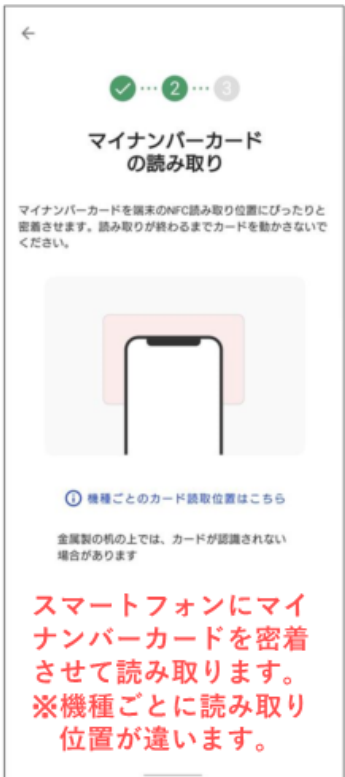 2
3
マイナンバーカード
の読み取り
マイナンバーカードを端末のNFC読み取り位置にぴったりと
密着させます。読み取りが終わるまでカードを動かさないで
ください。
機種ごとのカード読取位置はこちら
金属製の机の上では、カードが認識されない
場合があります
スマートフォンにマイ
ナンバーカードを密着
させて読み取ります。
※機種ごとに読み取り
位置が違います。